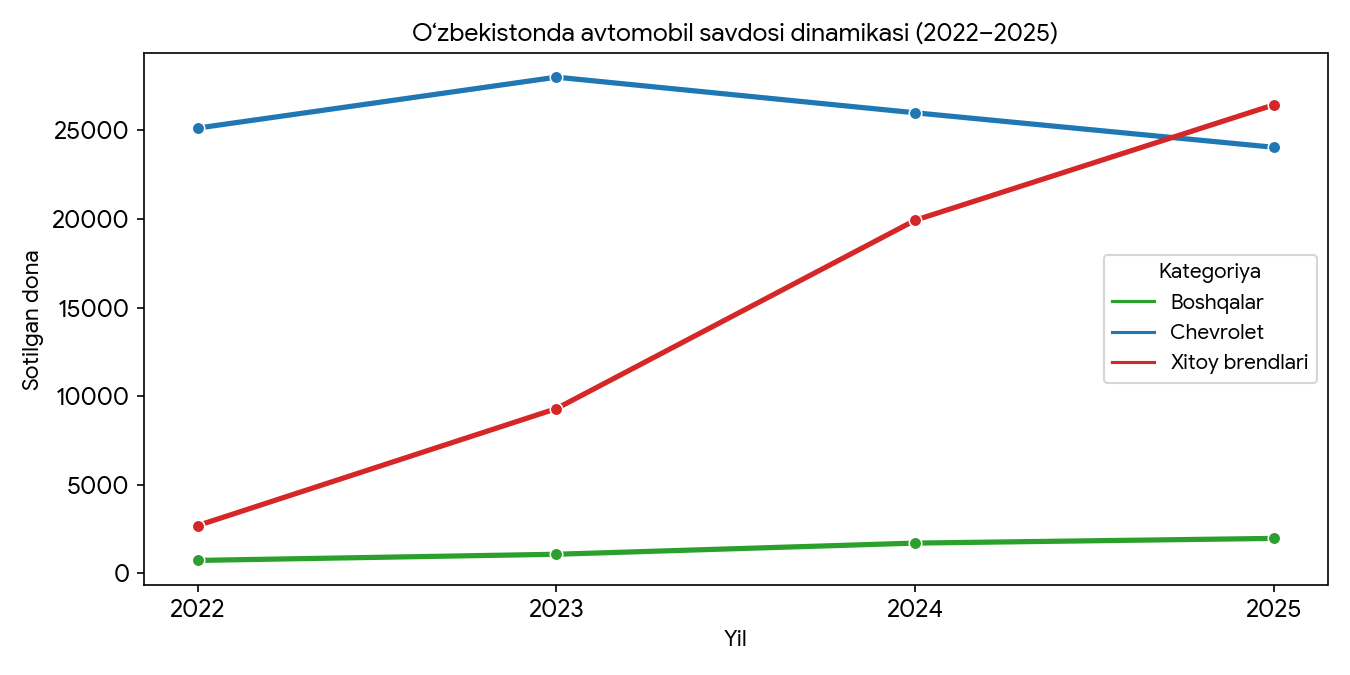 Oʻzbekistonda avtomobil savdosi dinamikasi (2022–2025)
Sotilgan dona
25000
20000
15000
10000
5000
0
Kategoriya
Boshqalar
Chevrolet
Xitoy brendlari
2022 2023 2024 2025
Yil